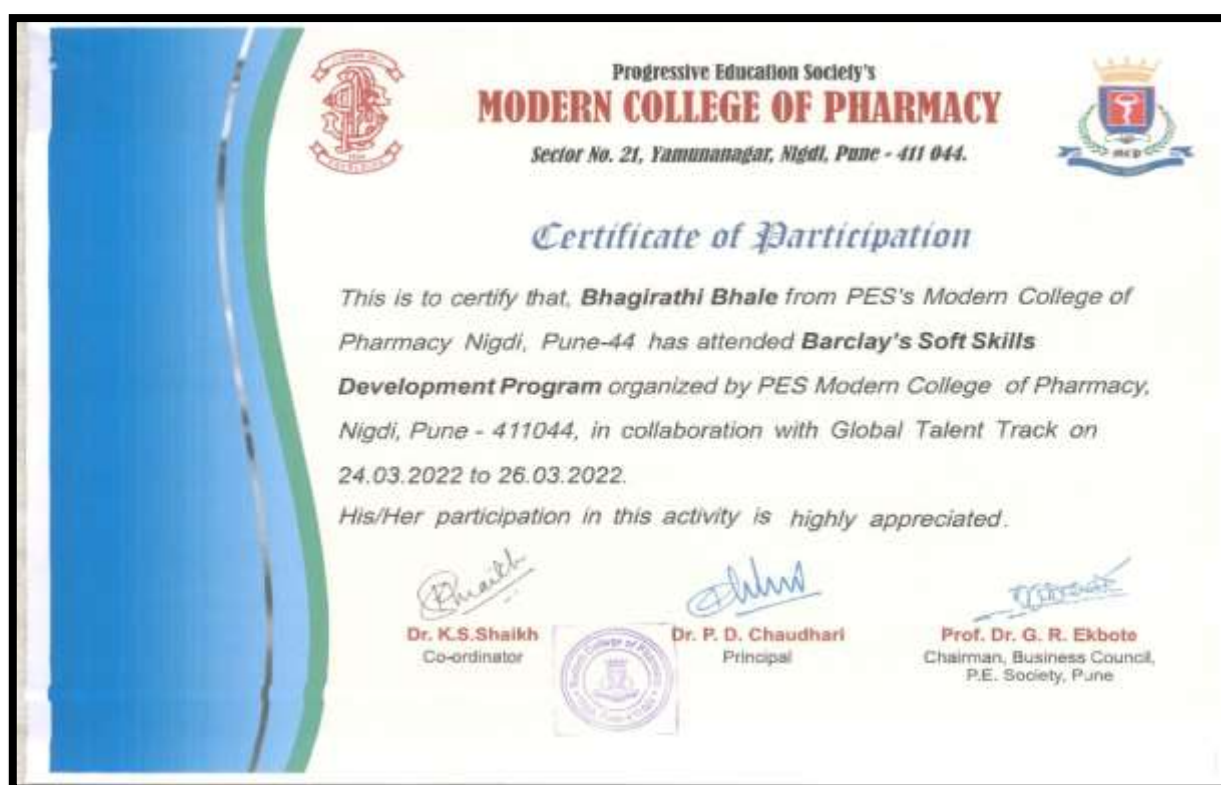 Progressive Education Society's
MODERN COLLEGE OF PHARMACY
Sector No. 21, Yamunanagar, Nigdi, Pune - 411 044.
mcp
Certificate of Participation
This is to certify that, Bhagirathi Bhale from PES's Modern College of
Pharmacy Nigdi, Pune-44 has attended Barclay's Soft Skills
Development Program organized by PES Modern College of Pharmacy,
Nigdi, Pune - 411044, in collaboration with Global Talent Track on
24.03.2022 to 26.03.2022.
His/Her participation in this activity is highly appreciated.
Dr. K.S.Shaikh
Co-ordinator
Dr. P. D. Chaudhari
Principal
Prof. Dr. G. R. Ekbote
Chairman, Business Council,
P.E. Society, Pune
College of